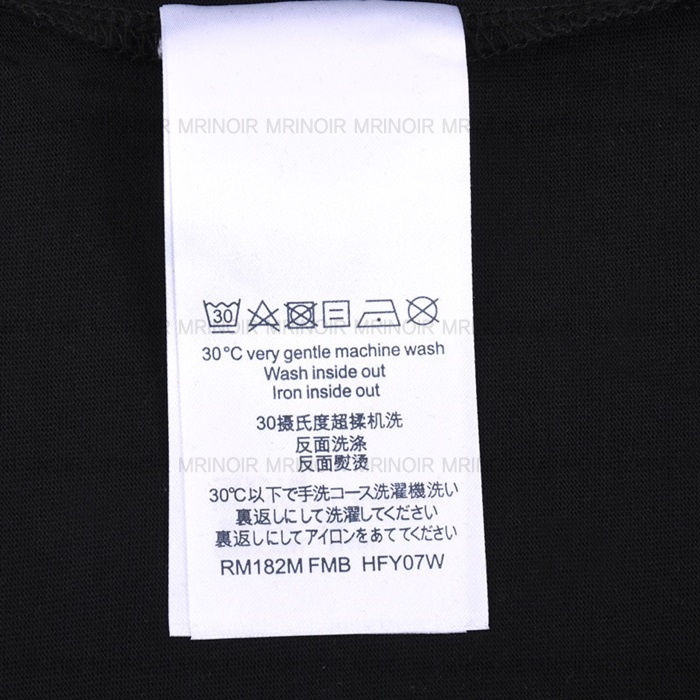 MRINOIR MRINOIR MRINOIR MRINOIR MRINOIR MRINOIR
30
30°C very gentle machine wash
Wash inside out
Iron inside out
30摄氏度超揉机洗
反面洗涤
反面熨烫
MRINOIR MRINOIR MRINOIR MRINOIR MRINOIR MRINOIR
30℃以下で手洗コース洗濯機洗い
裏返しにして洗濯してください
裏返しにしてアイロンをあててください
RM182M FMB HFY07W